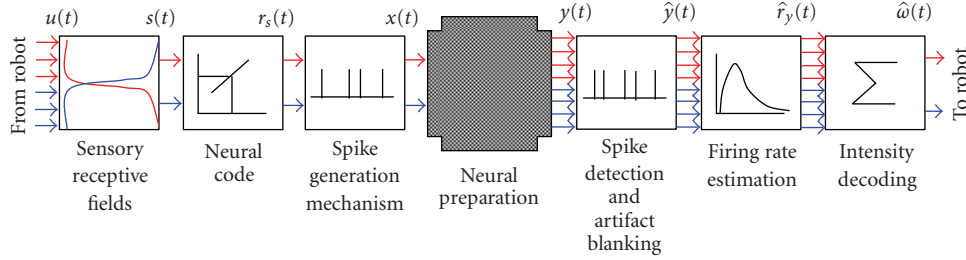 u(t)
s(t)
r_s(t)
x(t)
y(t)
ŷ(t)
r̂_y(t)
ω̂(t)
From robot
To robot
Σ
Sensory
receptive
fields
Neural
code
Spike
generation
mechanism
Neural
preparation
Spike
detection
and
artifact
blanking
Firing rate
estimation
Intensity
decoding